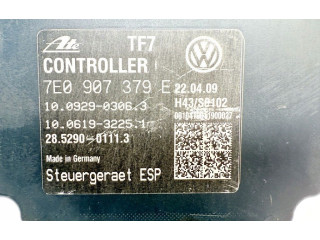 Ate TF7
CONTROLLER
7E0 907 379 E 22.04.09
10.0929-0306.3 H43/S0102
10.0619-3225.1
28.5290-0111.3
Made in Germany
Steuergeraet ESP